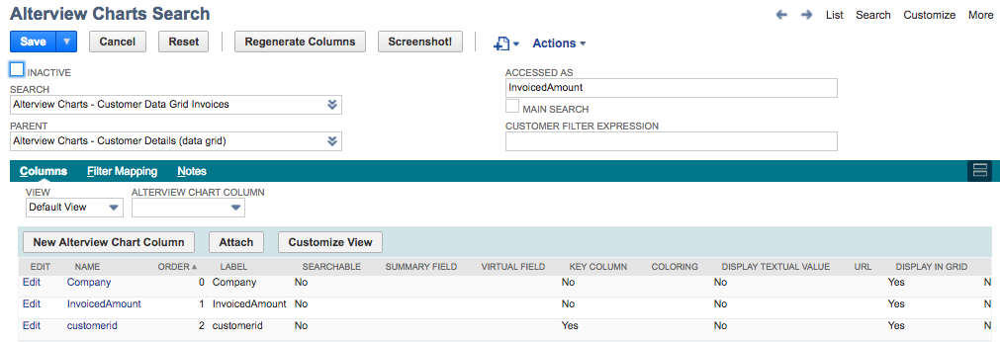 Alterview Charts Search
List Search Customize More
Save Cancel Reset Regenerate Columns Screenshot! Actions
INACTIVE
SEARCH
Alterview Charts - Customer Data Grid Invoices
PARENT
Alterview Charts - Customer Details (data grid)
ACCESSED AS
InvoicedAmount
MAIN SEARCH
CUSTOMER FILTER EXPRESSION
Columns Filter Mapping Notes
VIEW ALTERVIEW CHART COLUMN
Default View
New Alterview Chart Column Attach Customize View
EDIT NAME ORDER LABEL SEARCHABLE SUMMARY FIELD VIRTUAL FIELD KEY COLUMN COLORING DISPLAY TEXTUAL VALUE URL DISPLAY IN GRID
Edit Company 0 Company No No No Yes N
Edit InvoicedAmount 1 InvoicedAmount No No No Yes N
Edit customerid 2 customerid No Yes No Yes N